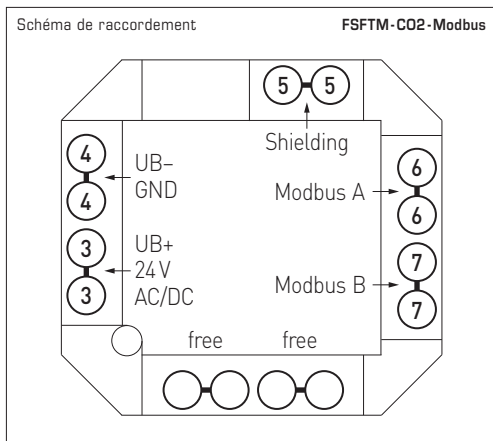 Schéma de raccordement
FSFTM-CO2-Modbus
5 5
Shielding
4
4
UB–
GND
3
3
UB+
24 V
AC/DC
Modbus A
6
6
Modbus B
7
7
free free